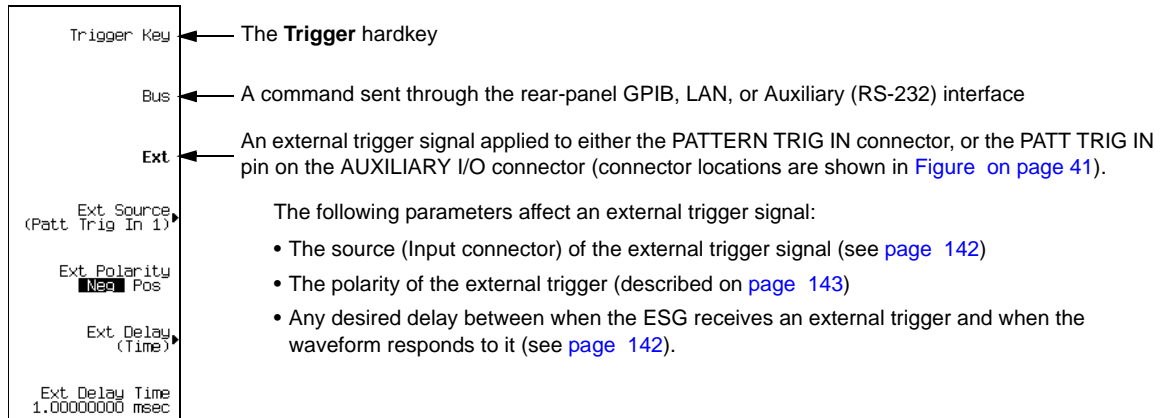 Trigger Key
The Trigger hardkey
Bus
A command sent through the rear-panel GPIB, LAN, or Auxiliary (RS-232) interface
Ext
An external trigger signal applied to either the PATTERN TRIG IN connector, or the PATT TRIG IN
pin on the AUXILIARY I/O connector (connector locations are shown in Figure on page 41).
Ext Source
(Patt Trig In 1)
The following parameters affect an external trigger signal:
• The source (Input connector) of the external trigger signal (see page 142)
Ext Polarity
Neg Pos
• The polarity of the external trigger (described on page 143)
• Any desired delay between when the ESG receives an external trigger and when the
waveform responds to it (see page 142).
Ext Delay
(Time)
Ext Delay Time
1.00000000 msec